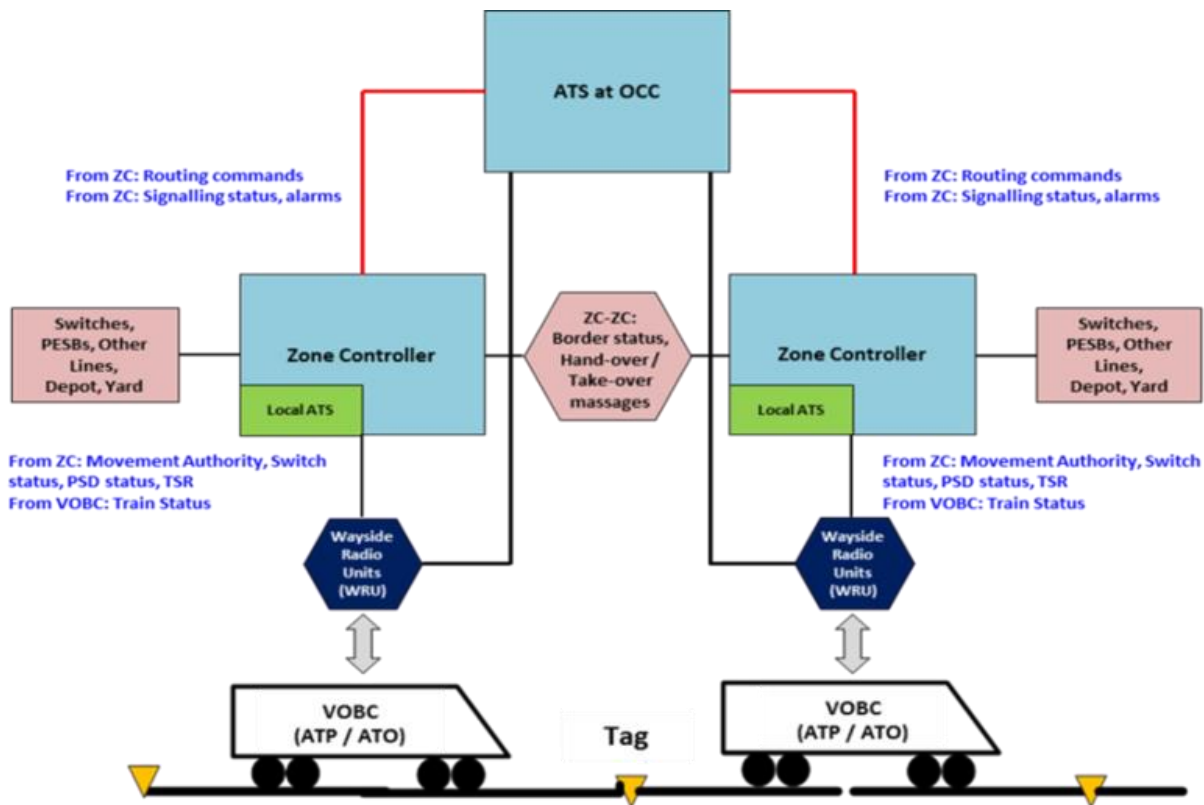 ATS at OCC
From ZC: Routing commands
From ZC: Signalling status, alarms
From ZC: Routing commands
From ZC: Signalling status, alarms
Switches,
PESBs, Other
Lines,
Depot, Yard
Zone Controller
Local ATS
ZC-ZC:
Border status,
Hand-over /
Take-over
massages
Zone Controller
Local ATS
Switches,
PESBs, Other
Lines,
Depot, Yard
From ZC: Movement Authority, Switch
status, PSD status, TSR
From VOBC: Train Status
From ZC: Movement Authority, Switch
status, PSD status, TSR
From VOBC: Train Status
Wayside
Radio
Units
(WRU)
Wayside
Radio
Units
(WRU)
VOBC
(ATP / ATO)
Tag
VOBC
(ATP / ATO)